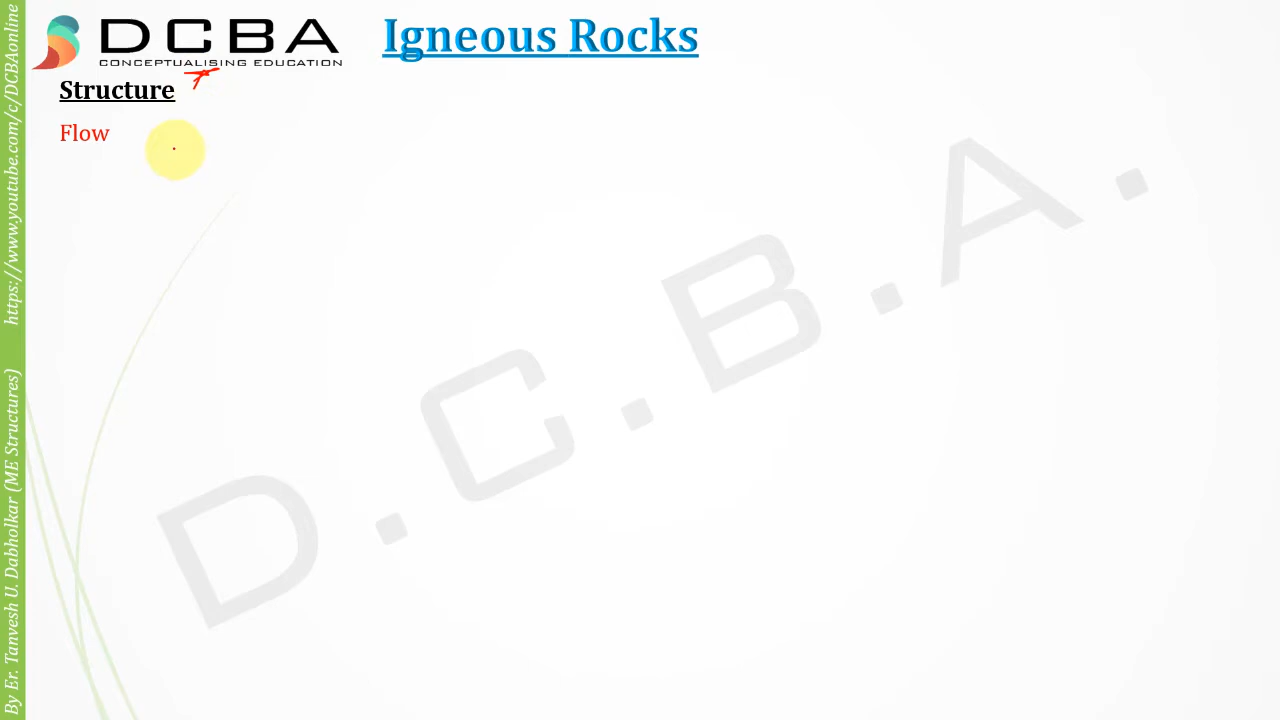 DCBA
CONCEPTUALISING EDUCATION
Igneous Rocks
Structure
Flow
D.C.B.A.
By Er. Tanvesh U. Dabholkar (ME Structures) https://www.youtube.com/c/DCBAonline